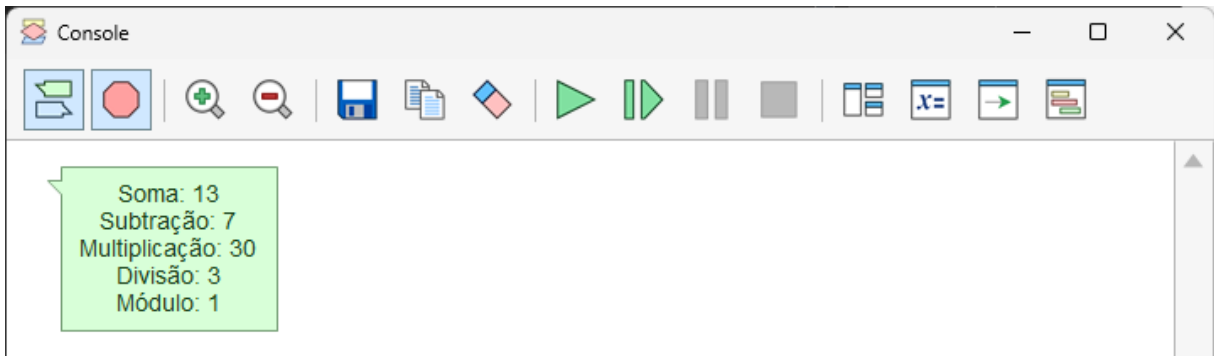 Console
x=
Soma: 13
Subtração: 7
Multiplicação: 30
Divisão: 3
Módulo: 1